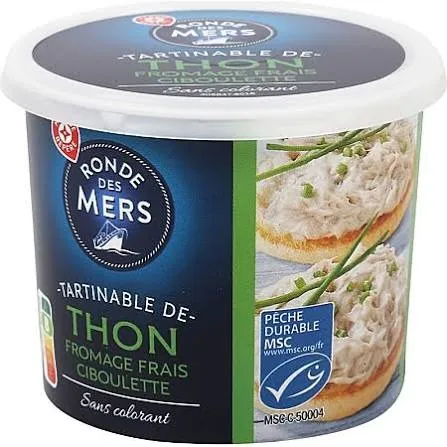 RONDE
DES
MERS
-TARTINABLE DE-
THON
FROMAGE FRAIS
CIBOULETTE
Sans colorant
REPÈRE
RONDE
DES
MERS
-TARTINABLE DE-
THON
FROMAGE FRAIS
CIBOULETTE
Sans colorant
PÊCHE
DURABLE
MSC
www.msc.org/fr
MSC-C-50004